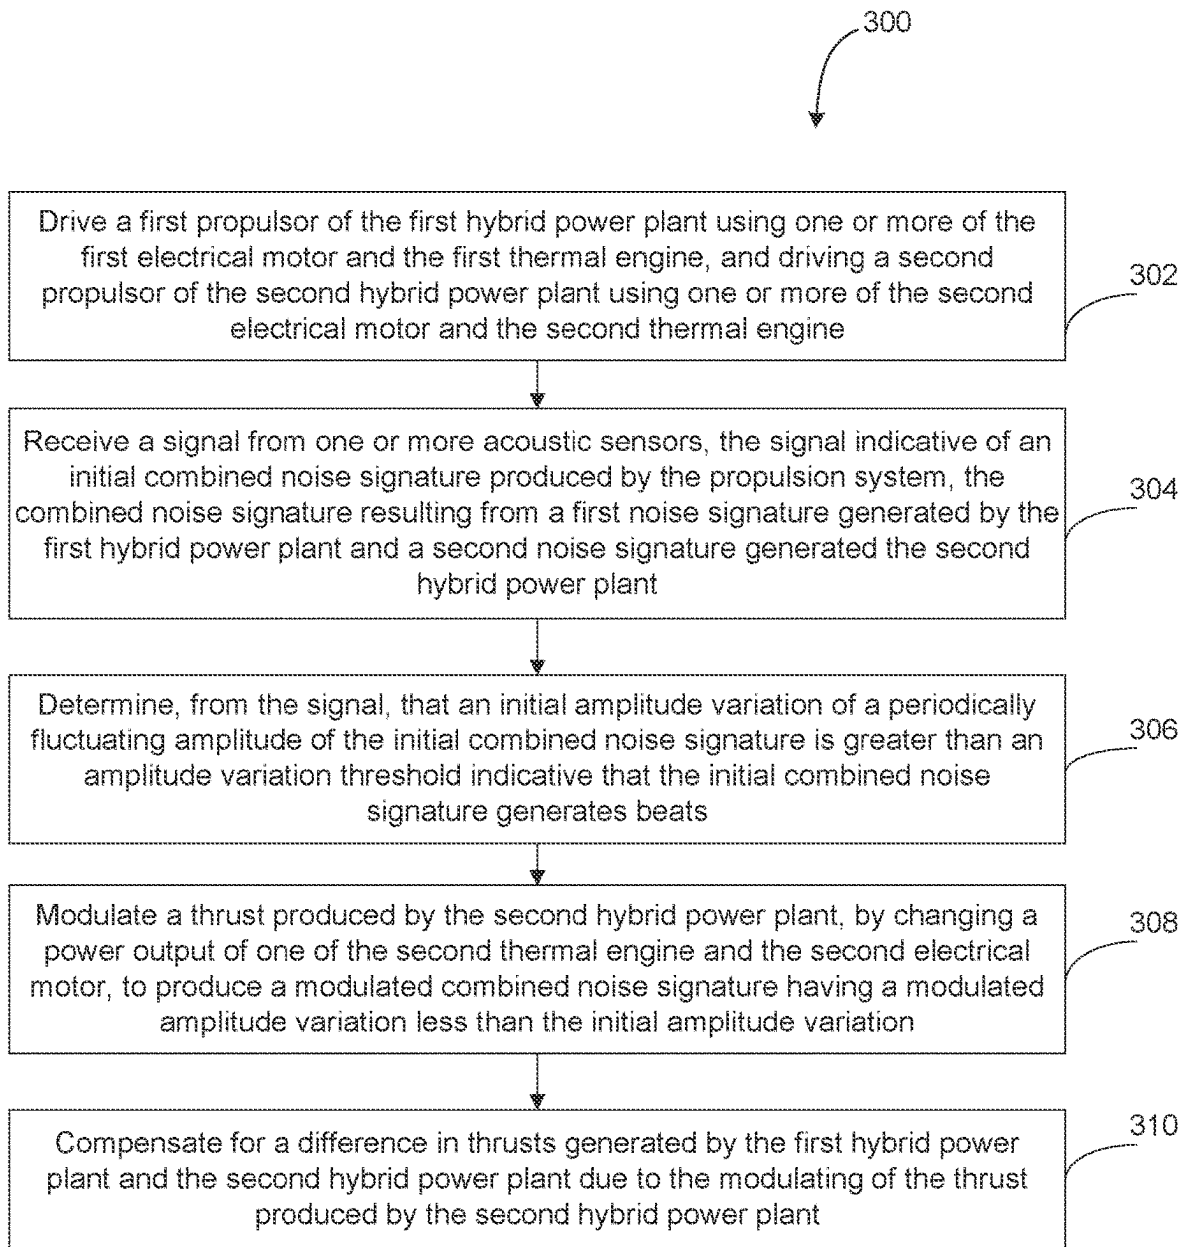 300
Drive a first propulsor of the first hybrid power plant using one or more of the
first electrical motor and the first thermal engine, and driving a second
propulsor of the second hybrid power plant using one or more of the second
electrical motor and the second thermal engine
302
Receive a signal from one or more acoustic sensors, the signal indicative of an
initial combined noise signature produced by the propulsion system, the
combined noise signature resulting from a first noise signature generated by the
first hybrid power plant and a second noise signature generated the second
hybrid power plant
304
Determine, from the signal, that an initial amplitude variation of a periodically
fluctuating amplitude of the initial combined noise signature is greater than an
amplitude variation threshold indicative that the initial combined noise
signature generates beats
306
Modulate a thrust produced by the second hybrid power plant, by changing a
power output of one of the second thermal engine and the second electrical
motor, to produce a modulated combined noise signature having a modulated
amplitude variation less than the initial amplitude variation
308
Compensate for a difference in thrusts generated by the first hybrid power
plant and the second hybrid power plant due to the modulating of the thrust
produced by the second hybrid power plant
310